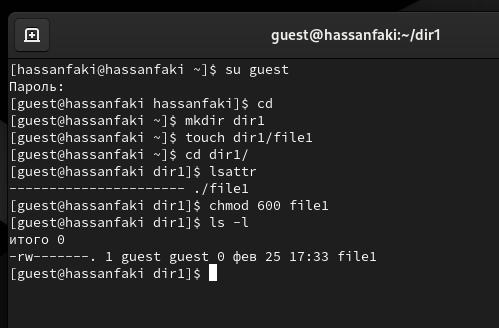 guest@hassanfaki:~/dir1
[hassanfaki@hassanfaki ~]$ su guest
Пароль:
[guest@hassanfaki hassanfaki]$ cd
[guest@hassanfaki ~]$ mkdir dir1
[guest@hassanfaki ~]$ touch dir1/file1
[guest@hassanfaki ~]$ cd dir1/
[guest@hassanfaki dir1]$ lsattr
---------------------- ./file1
[guest@hassanfaki dir1]$ chmod 600 file1
[guest@hassanfaki dir1]$ ls -l
итого 0
-rw-------. 1 guest guest 0 фев 25 17:33 file1
[guest@hassanfaki dir1]$